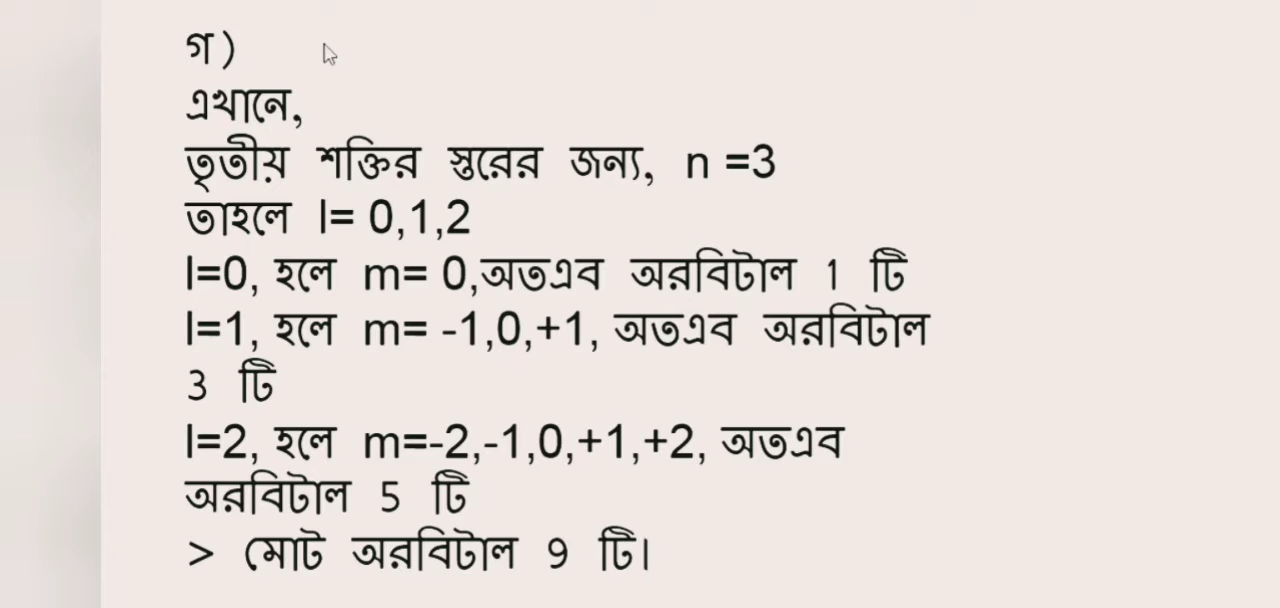 গ)
এখানে,
তৃতীয় শক্তির স্তরের জন্য, n =3
তাহলে l= 0,1,2
l=0, হলে m= 0,অতএব অরবিটাল 1 টি
l=1, হলে m= -1,0,+1, অতএব অরবিটাল
3 টি
l=2, হলে m=-2,-1,0,+1,+2, অতএব
অরবিটাল 5 টি
> মোট অরবিটাল 9 টি।